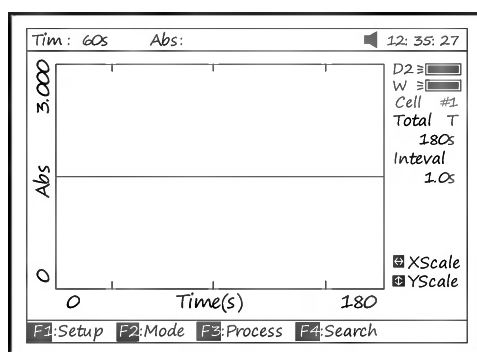 Tim: 60s Abs: 12:35:27
3.000
Abs
0
0 Time(s) 180
D2
W
Cell #1
Total T
180s
Inteval
1.0s
XScale
YScale
F1:Setup F2:Mode F3:Process F4:Search